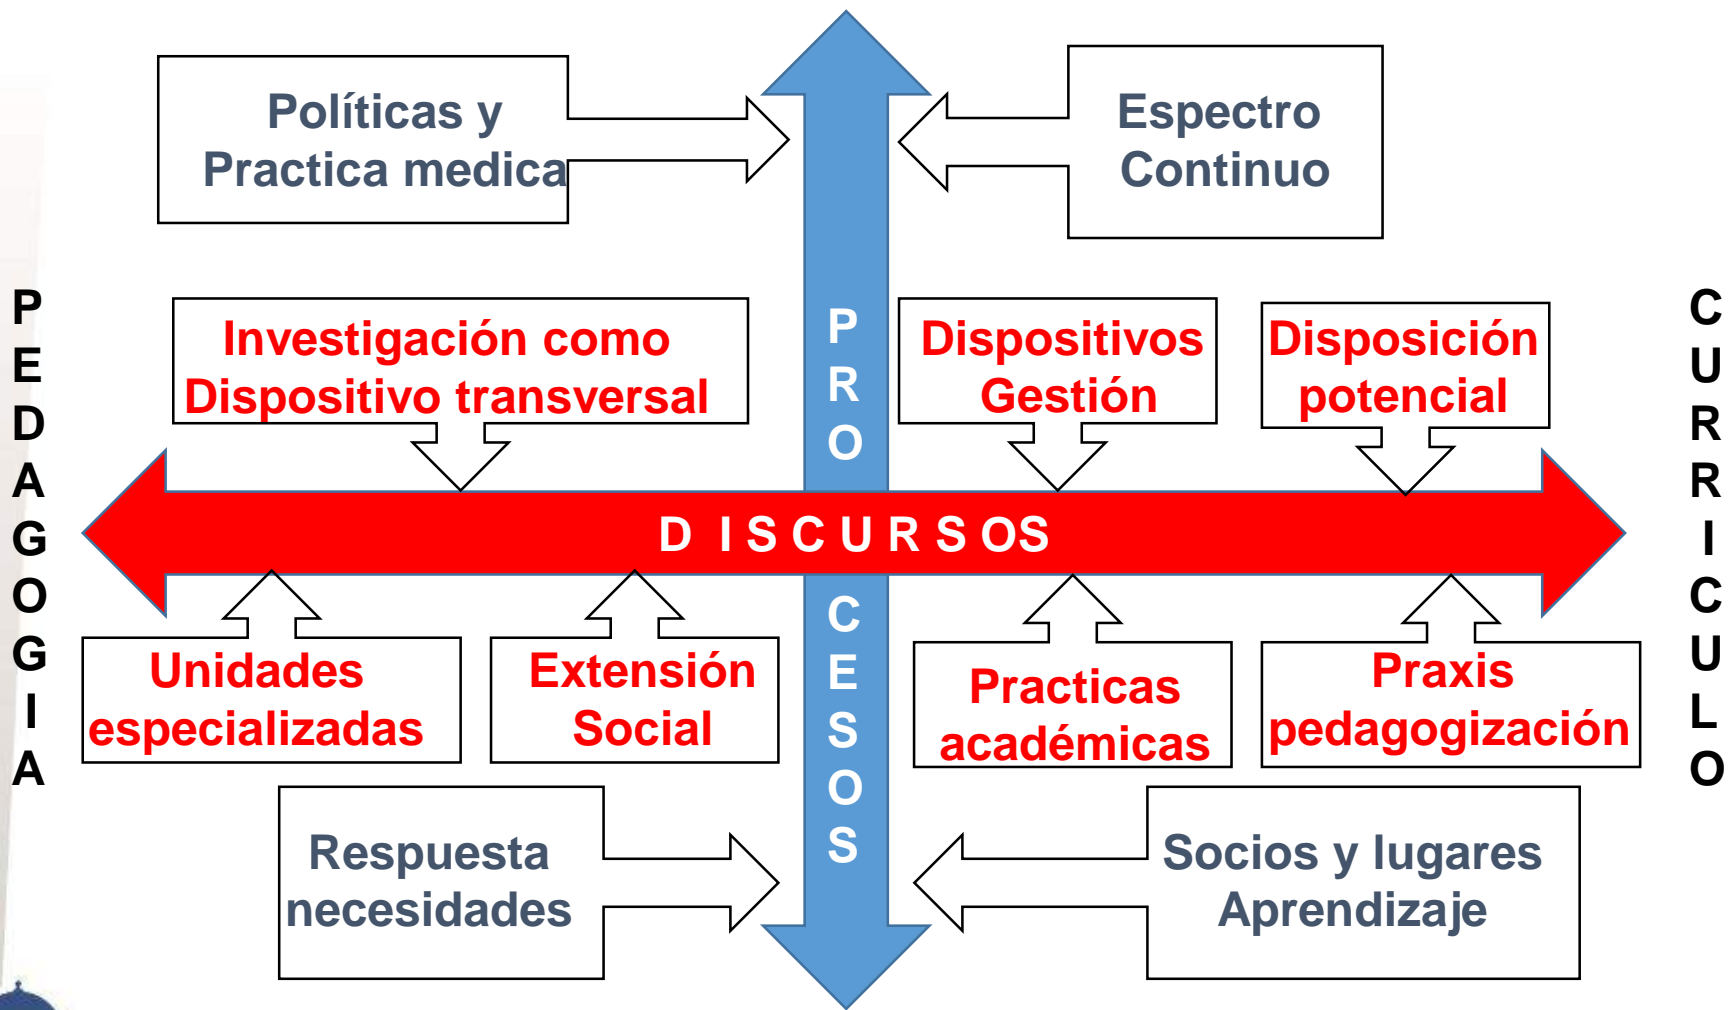 Políticas y
Practica medica
Espectro
Continuo
PEDAGOGIA
Investigación como
Dispositivo transversal
PRO
Dispositivos
Gestión
Disposición
potencial
CURRICULO
D I S C U R S OS
Unidades
especializadas
Extensión
Social
CESOS
Practicas
académicas
Praxis
pedagogización
Respuesta
necesidades
Socios y lugares
Aprendizaje